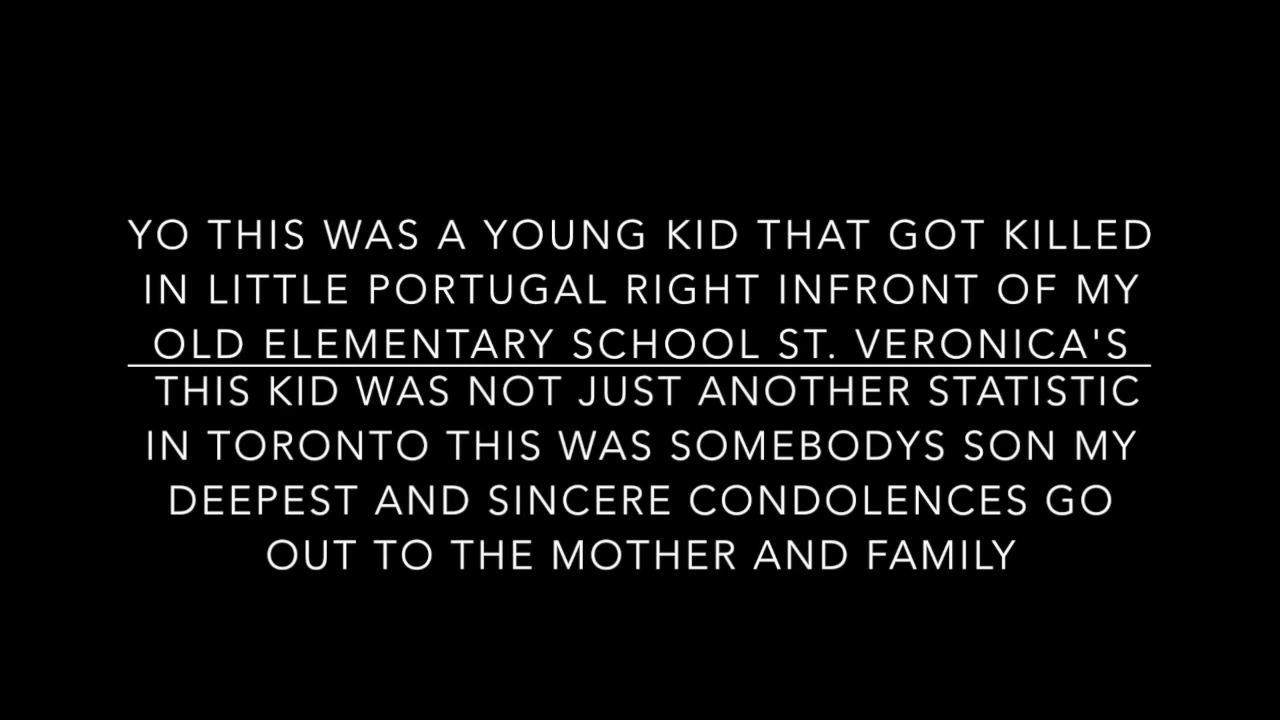 YO THIS WAS A YOUNG KID THAT GOT KILLED
IN LITTLE PORTUGAL RIGHT INFRONT OF MY
OLD ELEMENTARY SCHOOL ST. VERONICA'S
THIS KID WAS NOT JUST ANOTHER STATISTIC
IN TORONTO THIS WAS SOMEBODYS SON MY
DEEPEST AND SINCERE CONDOLENCES GO
OUT TO THE MOTHER AND FAMILY